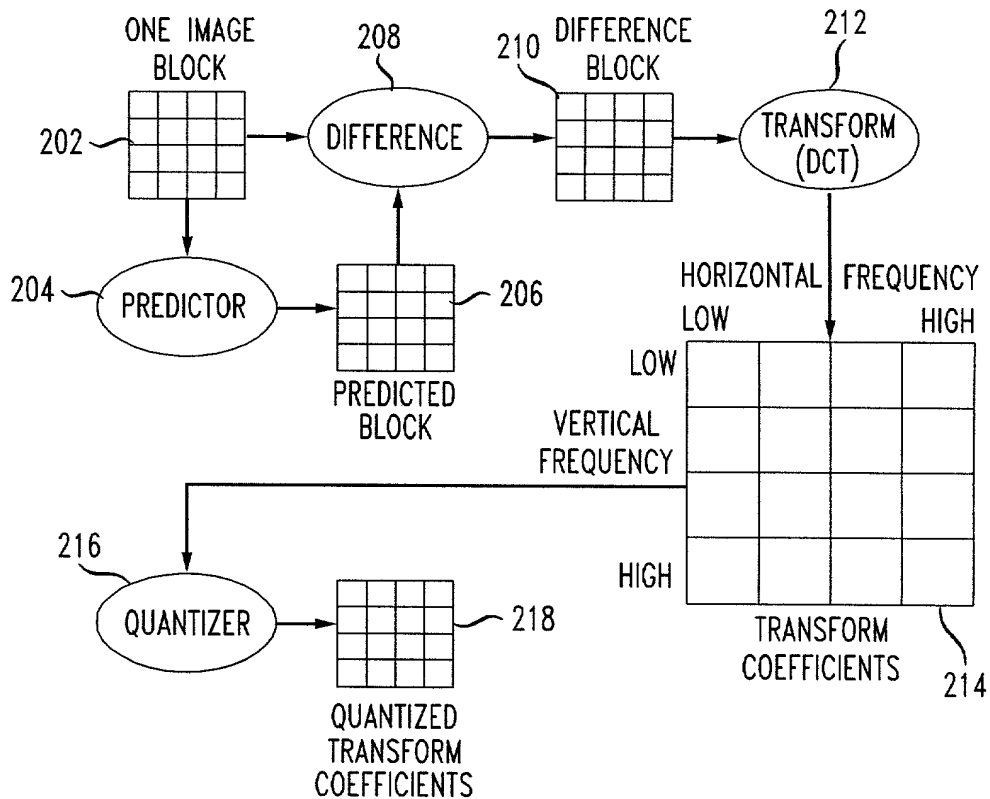 ONE IMAGE
BLOCK
202
208
DIFFERENCE
210
DIFFERENCE
BLOCK
212
TRANSFORM
(DCT)
204
PREDICTOR
206
PREDICTED
BLOCK
HORIZONTAL FREQUENCY
LOW HIGH
LOW
VERTICAL
FREQUENCY
HIGH
TRANSFORM
COEFFICIENTS
214
216
QUANTIZER
218
QUANTIZED
TRANSFORM
COEFFICIENTS